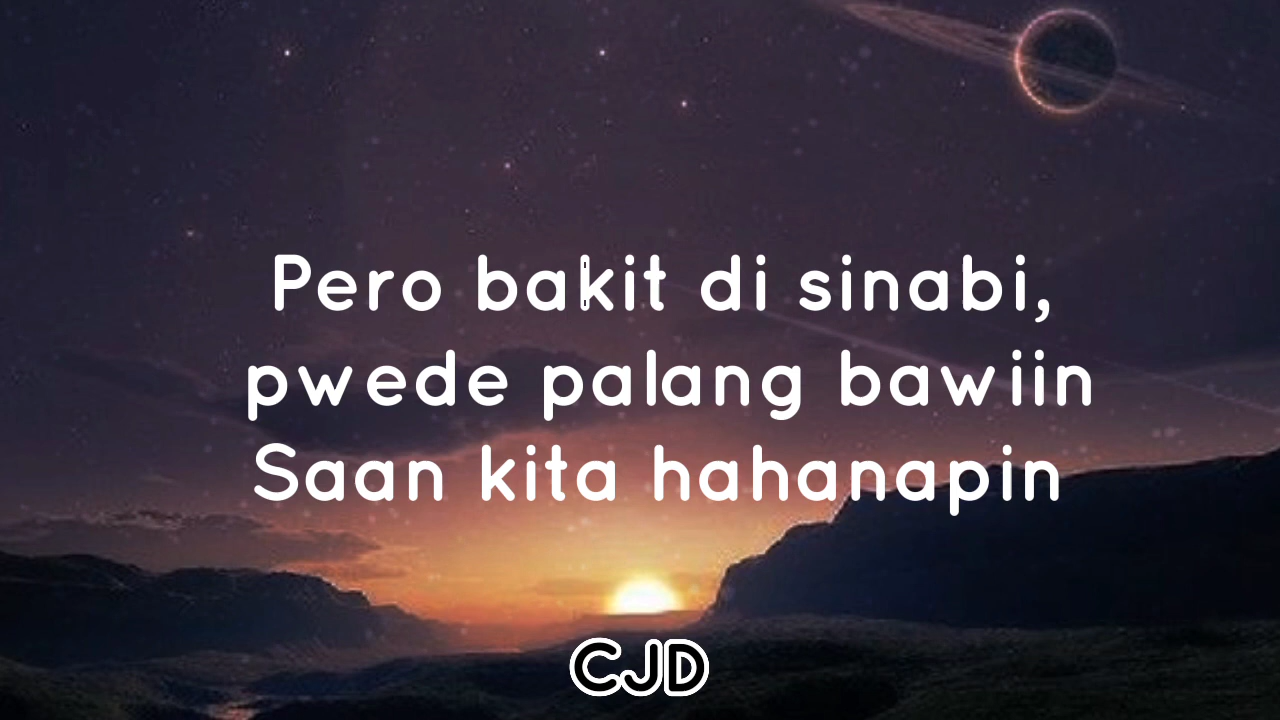 Pero bakit di sinabi,
pwede palang bawiin
Saan kita hahanapin
CJD